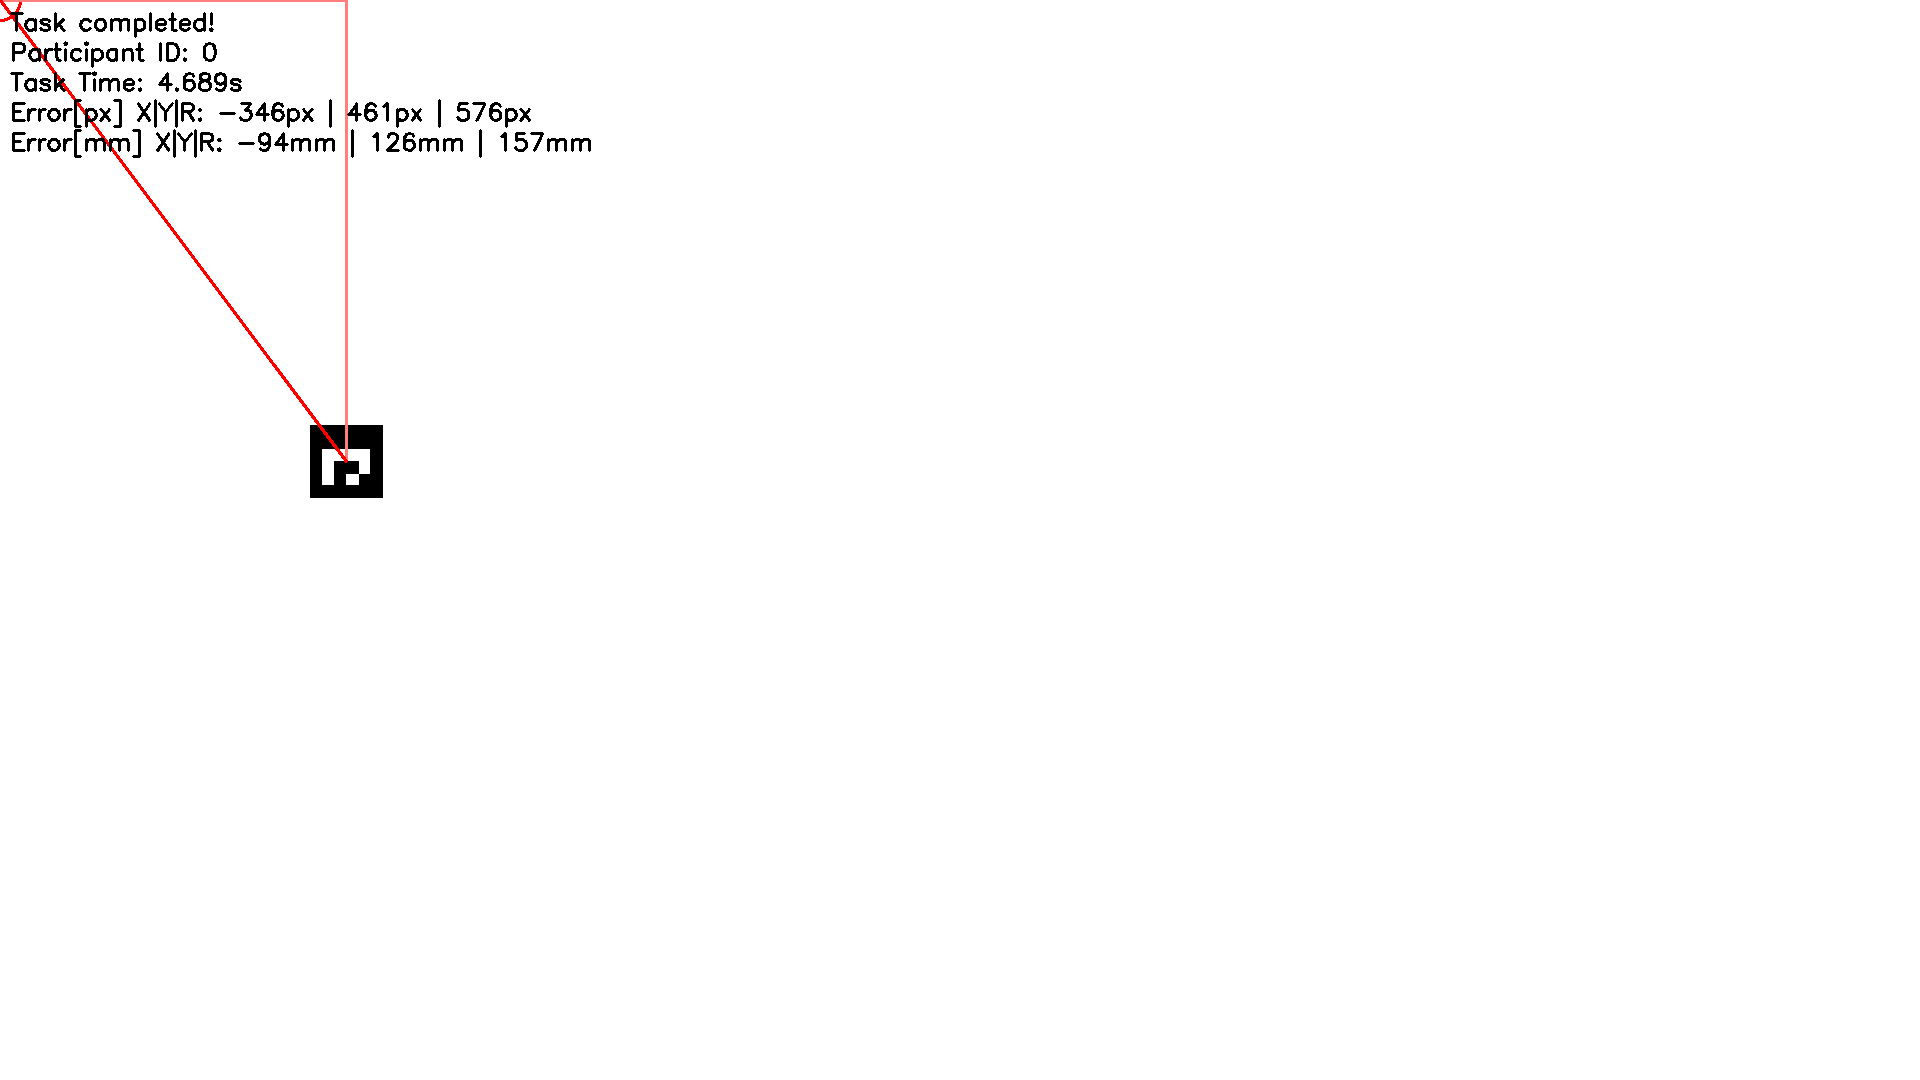 Task completed!
Participant ID: 0
Task Time: 4.689s
Error[px] X|Y|R: -346px | 461px | 576px
Error[mm] X|Y|R: -94mm | 126mm | 157mm